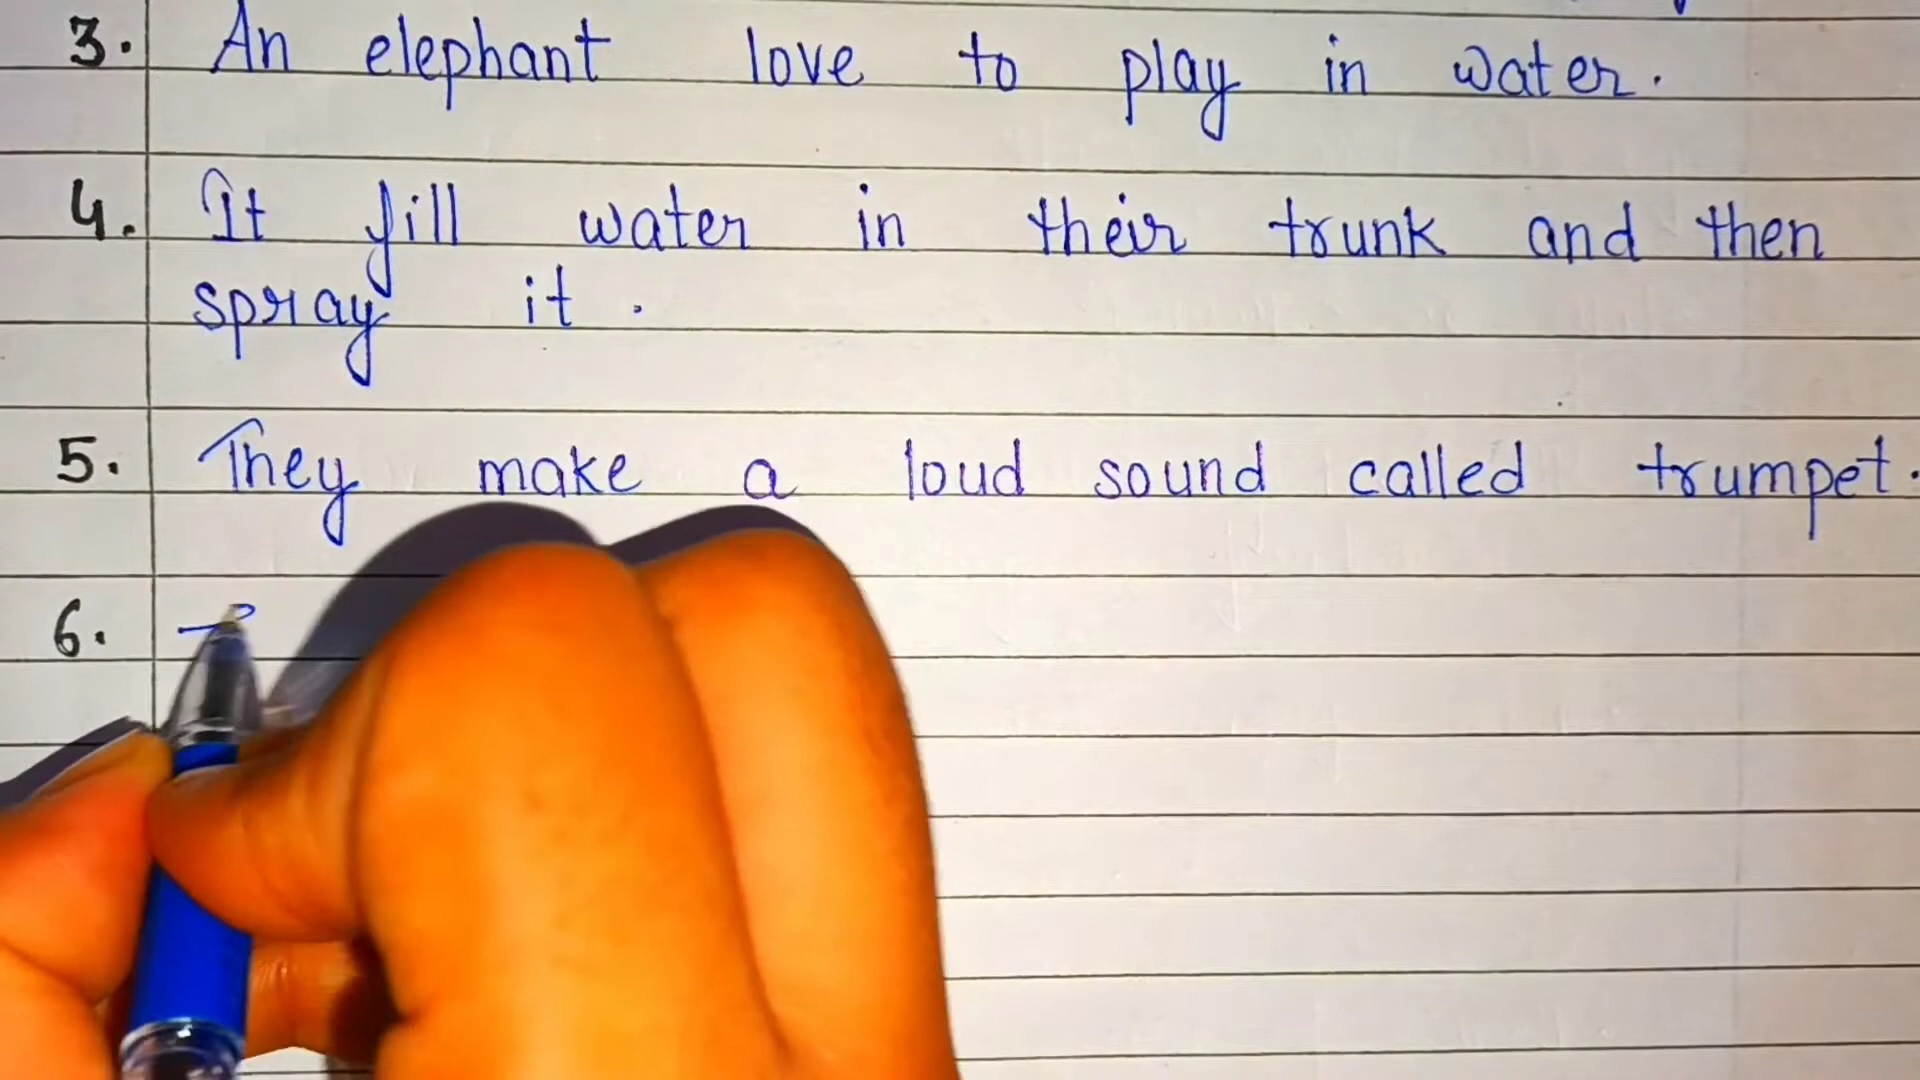 3. An elephant love to play in water.
4. It fill water in their trunk and then
spray it.
5. They make a loud sound called trumpet.
6.